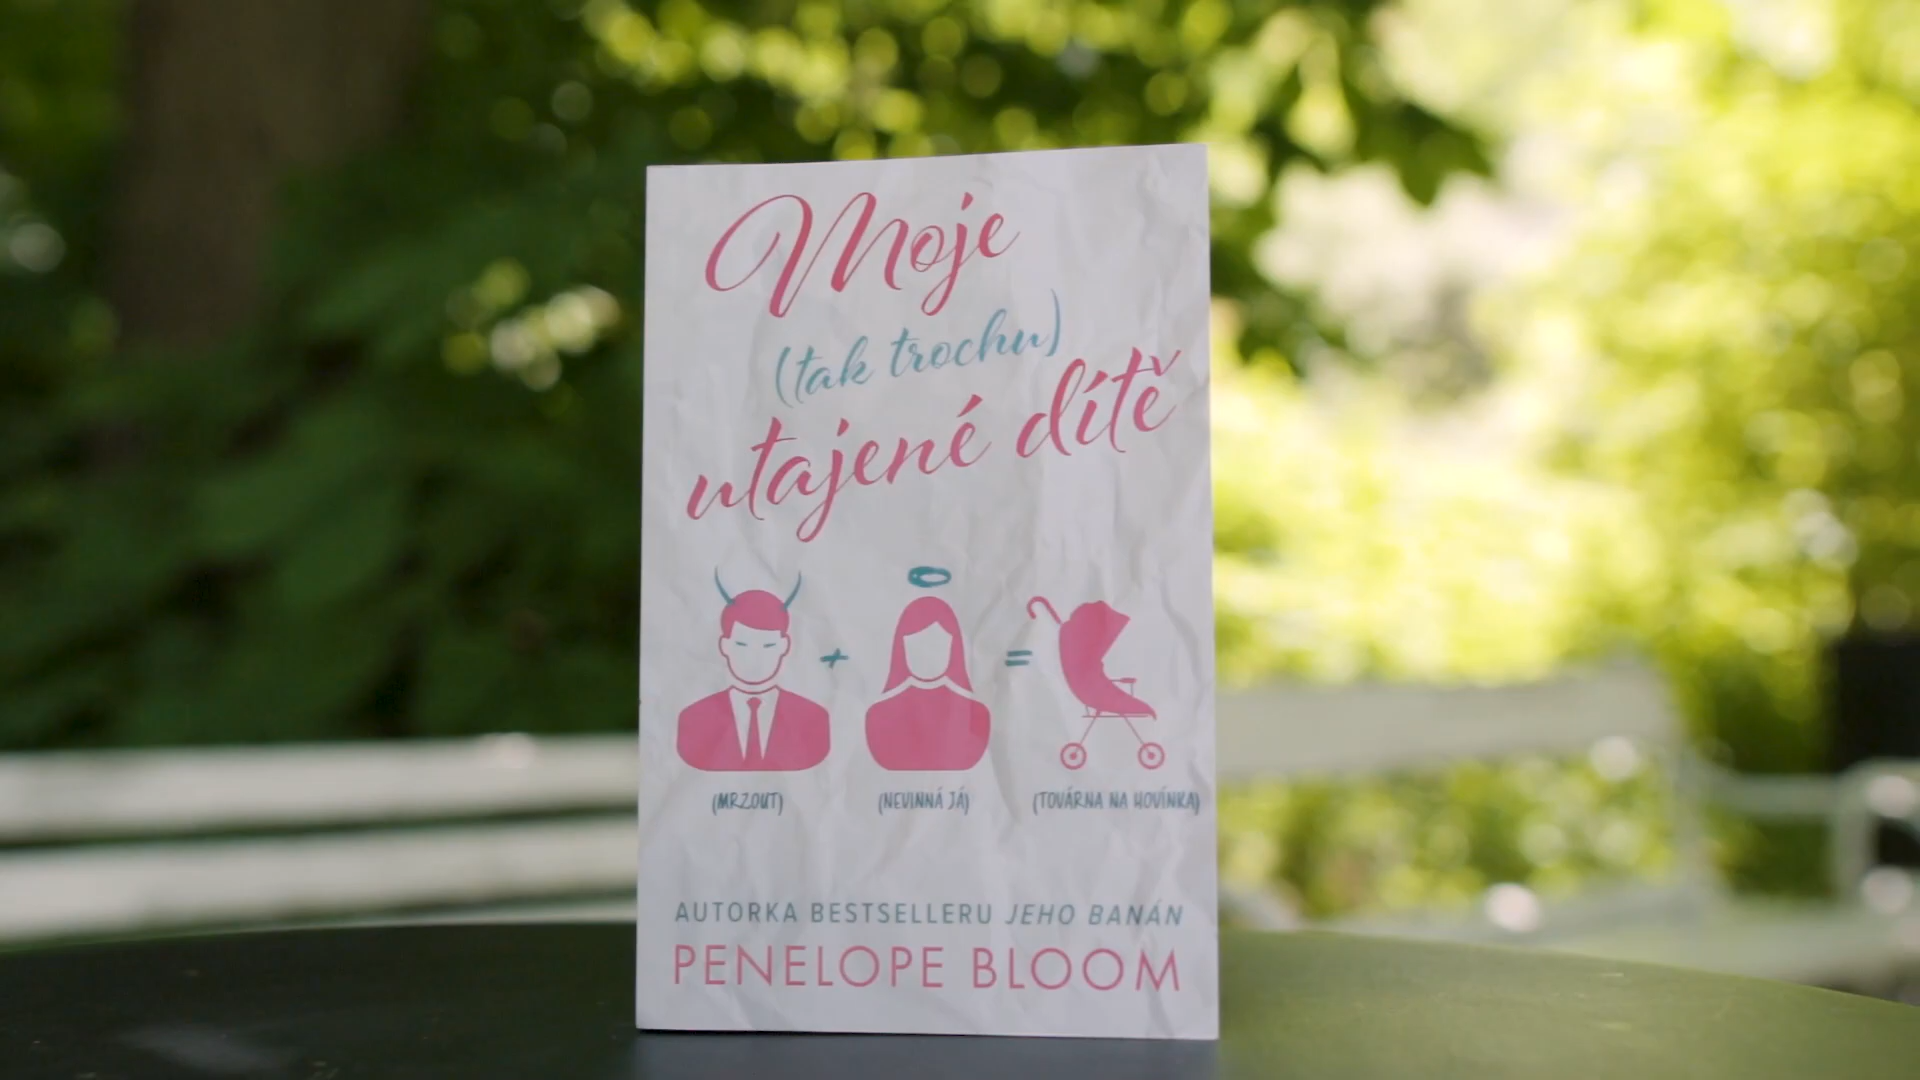 Moje
(tak trochu)
utajené dítě
+ =
(MRZOUT) (NEVINNÁ JÁ) (TOVÁRNA NA HOVÍNKA)
AUTORKA BESTSELLERU JEHO BANÁN
PENELOPE BLOOM